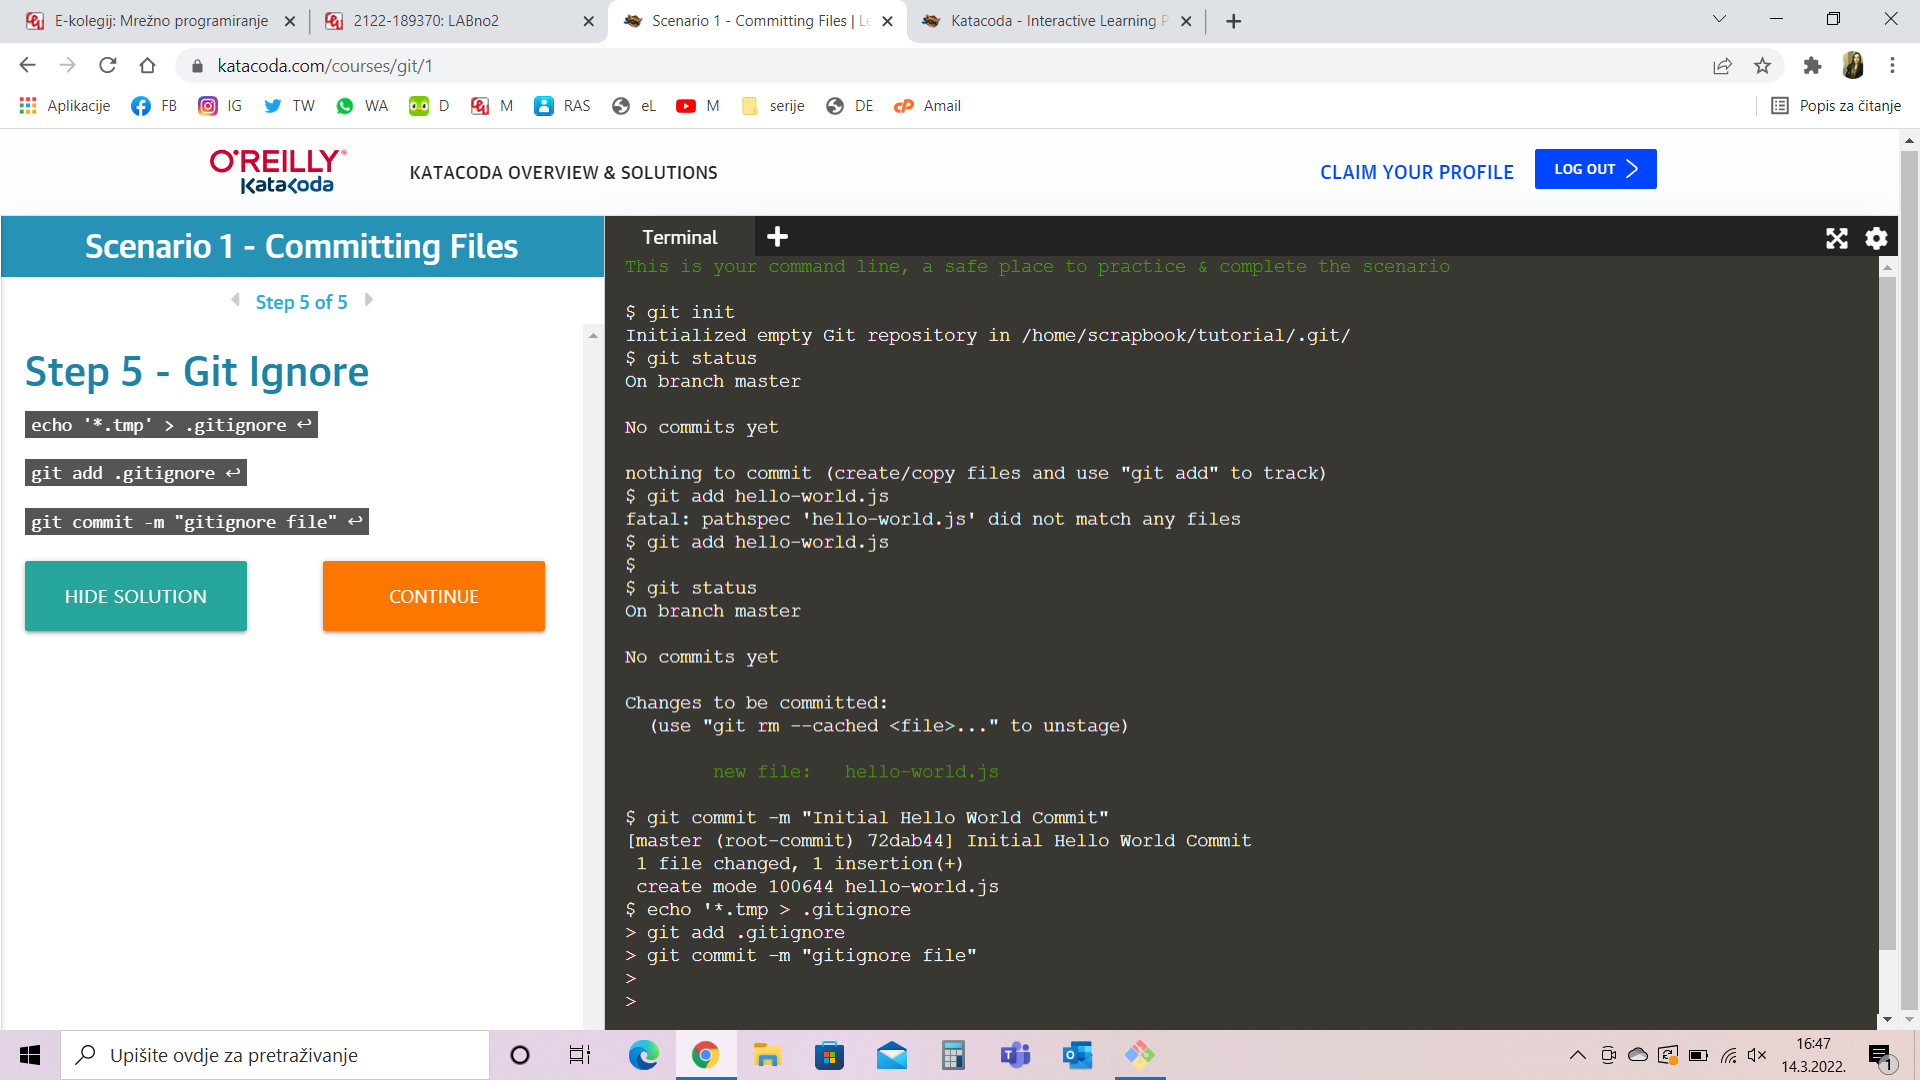 E-kolegij: Mrežno programiranje
2122-189370: LABno2
Scenario 1 - Committing Files | Le
Katacoda - Interactive Learning P
katacoda.com/courses/git/1
Aplikacije
FB
IG
TW
WA
D
M
RAS
eL
M
serije
DE
Amail
Popis za čitanje
O'REILLY®
Katacoda
KATACODA OVERVIEW & SOLUTIONS
CLAIM YOUR PROFILE
LOG OUT
Scenario 1 - Committing Files
Step 5 of 5
Step 5 - Git Ignore
echo '*.tmp' > .gitignore ↩
git add .gitignore ↩
git commit -m "gitignore file" ↩
HIDE SOLUTION
CONTINUE
Terminal
This is your command line, a safe place to practice & complete the scenario
$ git init
Initialized empty Git repository in /home/scrapbook/tutorial/.git/
$ git status
On branch master
No commits yet
nothing to commit (create/copy files and use "git add" to track)
$ git add hello-world.js
fatal: pathspec 'hello-world.js' did not match any files
$ git add hello-world.js
$
$ git status
On branch master
No commits yet
Changes to be committed:
(use "git rm --cached <file>..." to unstage)
new file:   hello-world.js
$ git commit -m "Initial Hello World Commit"
[master (root-commit) 72dab44] Initial Hello World Commit
1 file changed, 1 insertion(+)
create mode 100644 hello-world.js
$ echo '*.tmp > .gitignore
> git add .gitignore
> git commit -m "gitignore file"
>
>
Upišite ovdje za pretraživanje
16:47
14.3.2022.
1